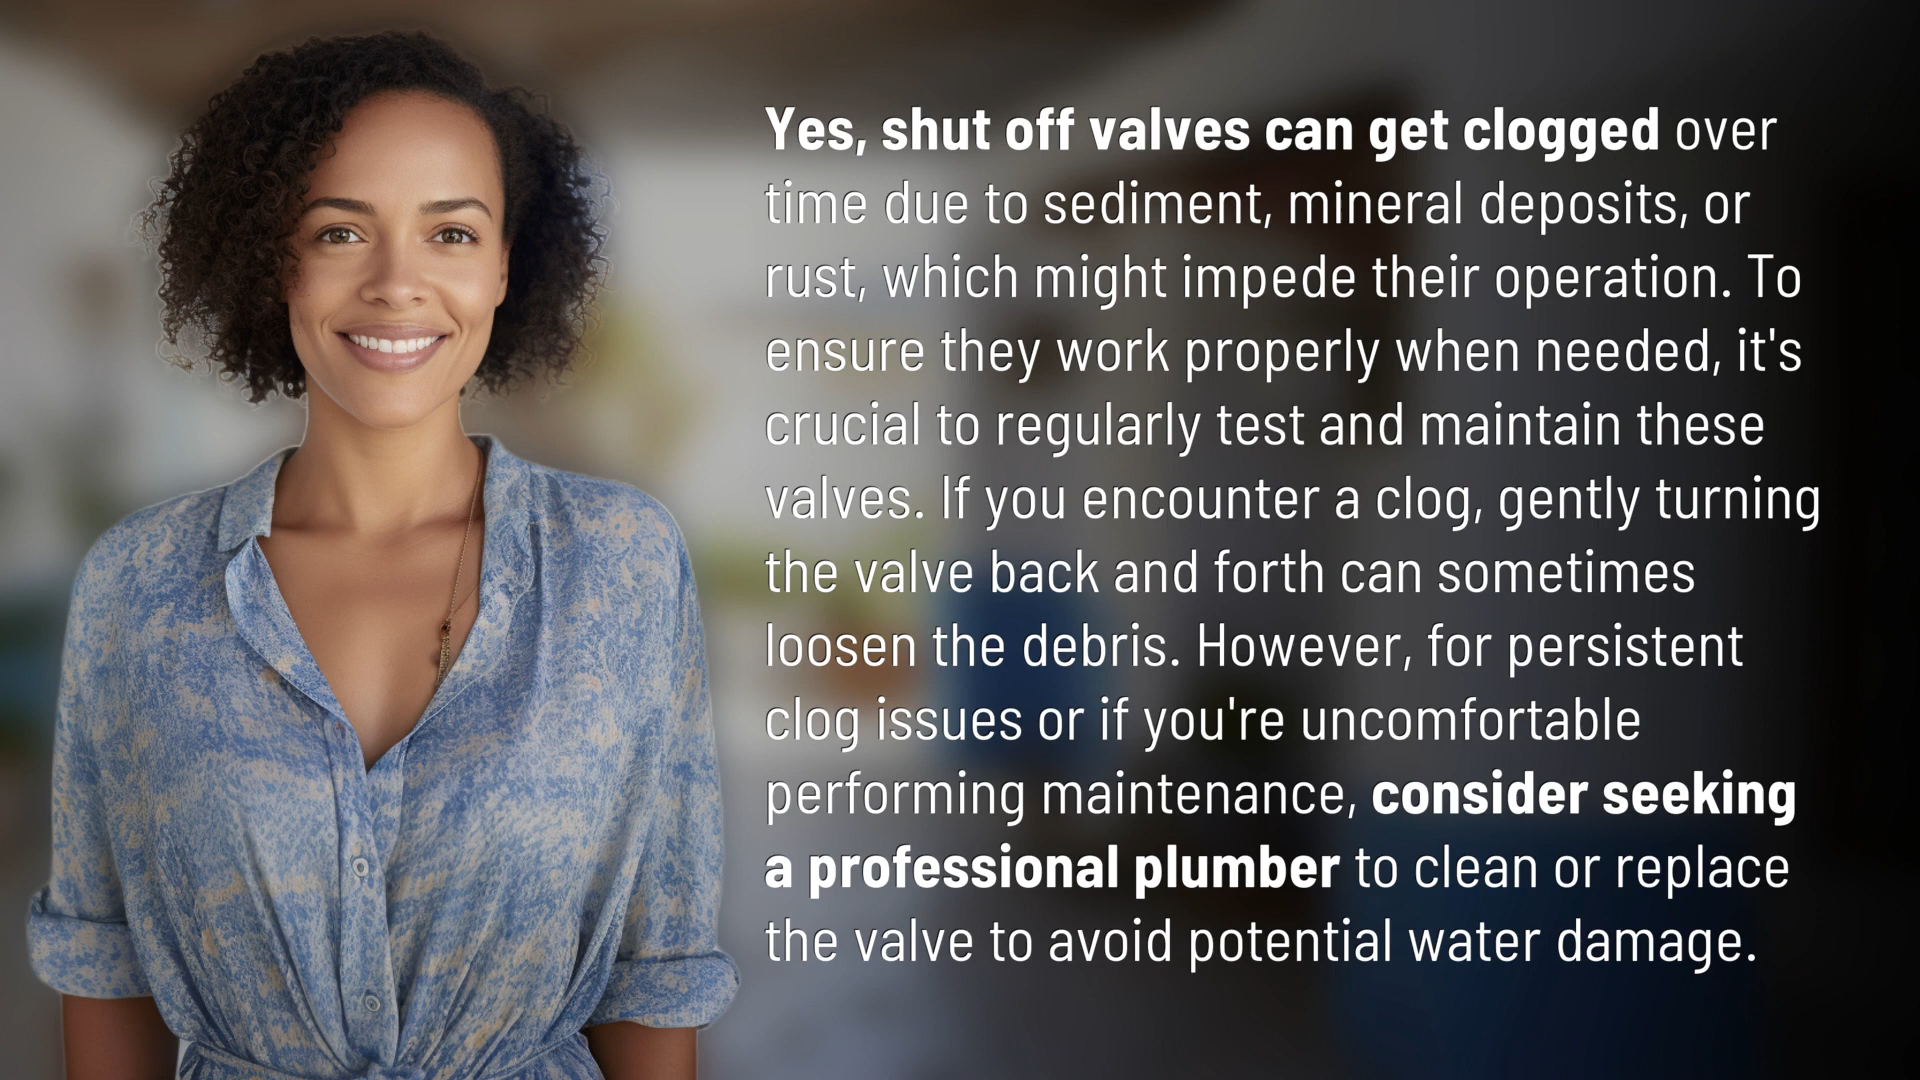 Yes, shut off valves can get clogged over
time due to sediment, mineral deposits, or
rust, which might impede their operation. To
ensure they work properly when needed, it's
crucial to regularly test and maintain these
valves. If you encounter a clog, gently turning
the valve back and forth can sometimes
loosen the debris. However, for persistent
clog issues or if you're uncomfortable
performing maintenance, consider seeking
a professional plumber to clean or replace
the valve to avoid potential water damage.